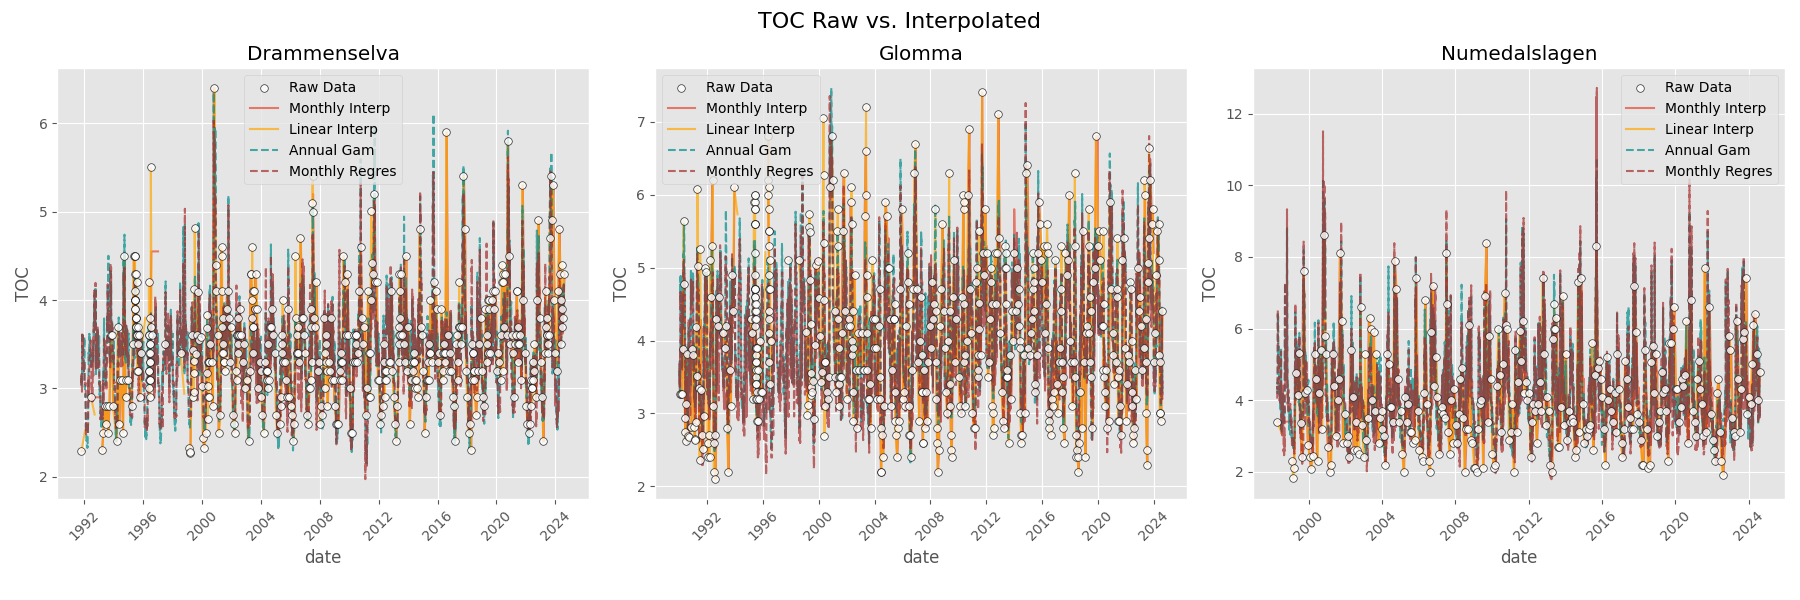 TOC Raw vs. Interpolated
Drammenselva
Raw Data
Monthly Interp
Linear Interp
Annual Gam
Monthly Regres
TOC
6
5
4
3
2
1992
1996
2000
2004
2008
2012
2016
2020
2024
date
Glomma
Raw Data
Monthly Interp
Linear Interp
Annual Gam
Monthly Regres
TOC
7
6
5
4
3
2
1992
1996
2000
2004
2008
2012
2016
2020
2024
date
Numedalslagen
Raw Data
Monthly Interp
Linear Interp
Annual Gam
Monthly Regres
TOC
12
10
8
6
4
2
2000
2004
2008
2012
2016
2020
2024
date